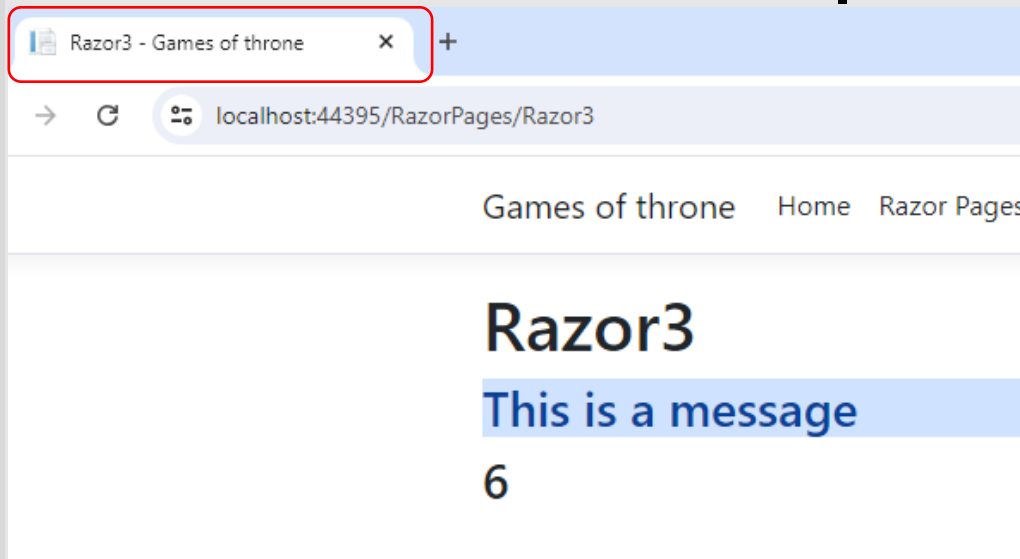 Razor3 - Games of throne
localhost:44395/RazorPages/Razor3
Games of throne Home Razor Pages
Razor3
This is a message
6